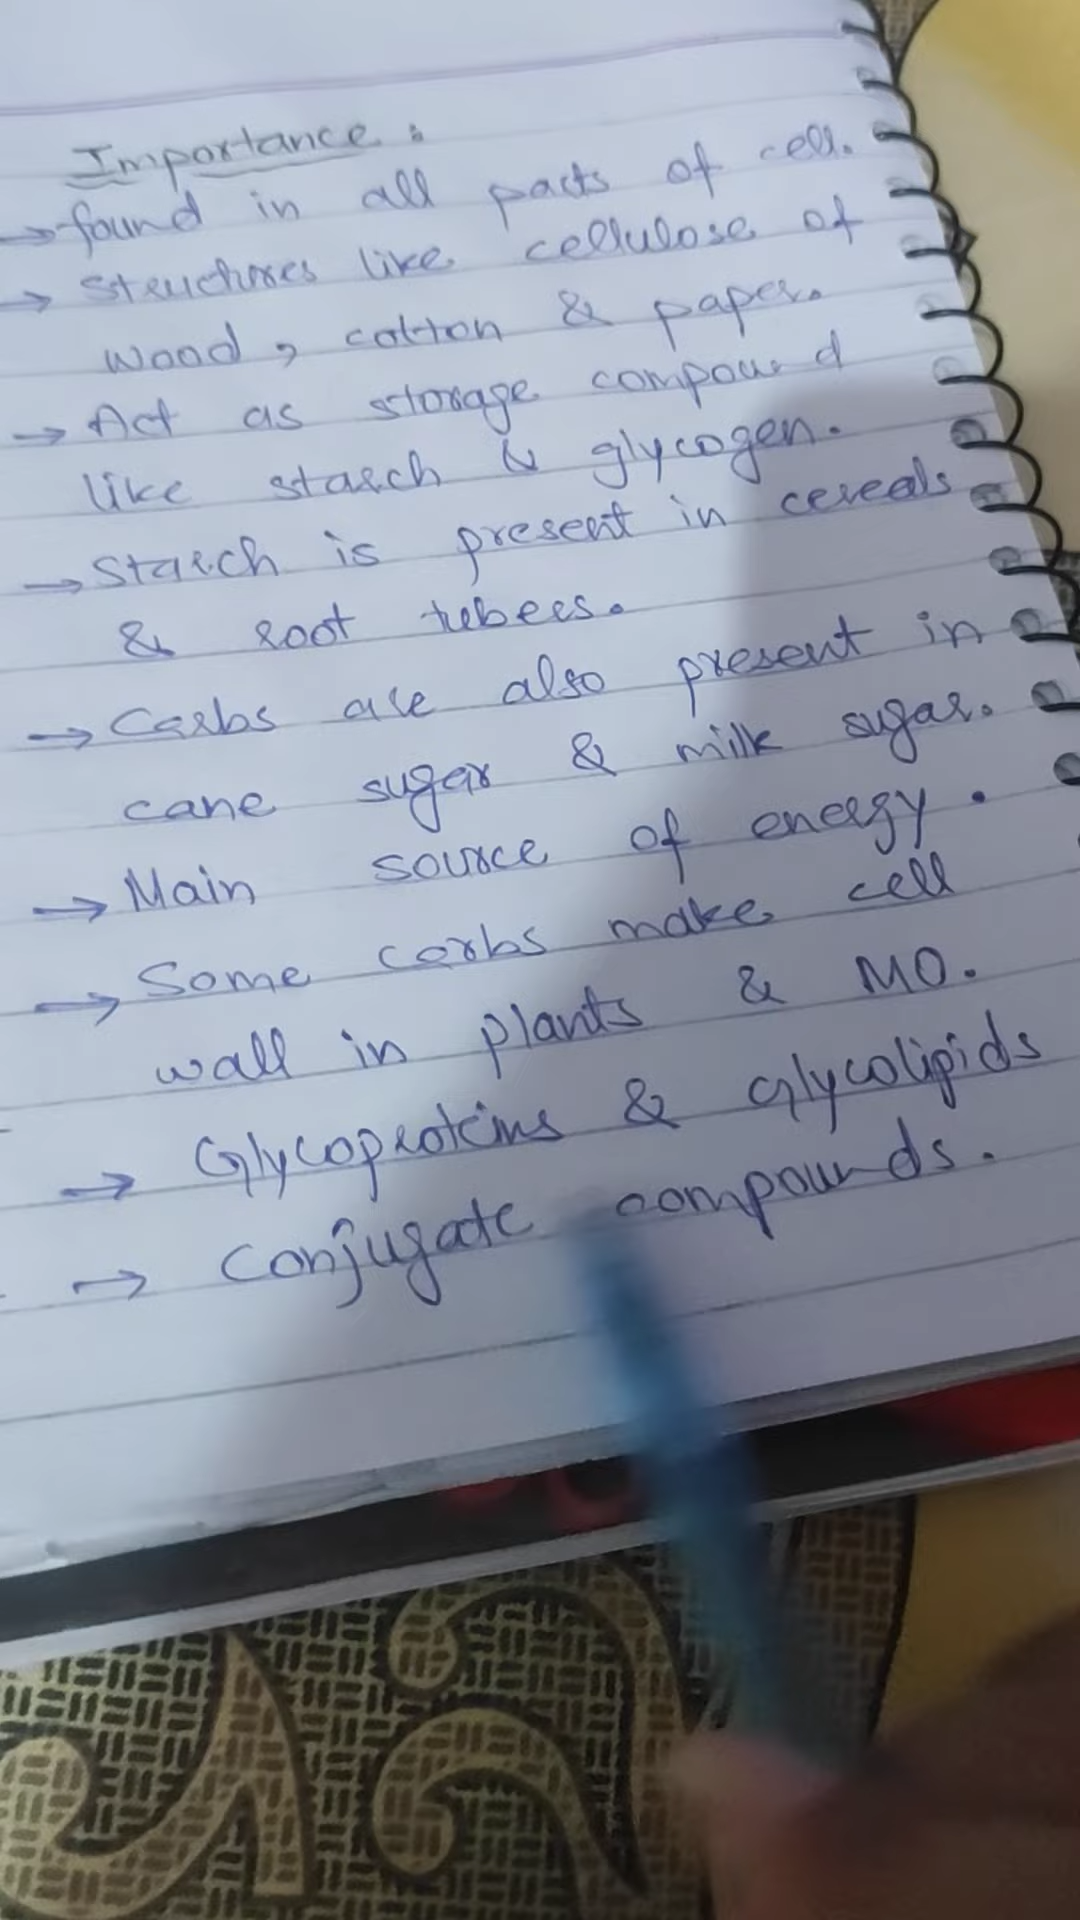 Importance :
→ found in all parts of cell.
→ structures like cellulose of
wood, cotton & paper.
→ Act as storage compound
like starch & glycogen.
→ Starch is present in cereals
& root tubers.
→ Carbs are also present in
cane sugar & milk sugar.
→ Main source of energy.
→ Some carbs make cell
wall in plants & MO.
→ Glycoproteins & Glycolipids
→ Conjugate compounds.